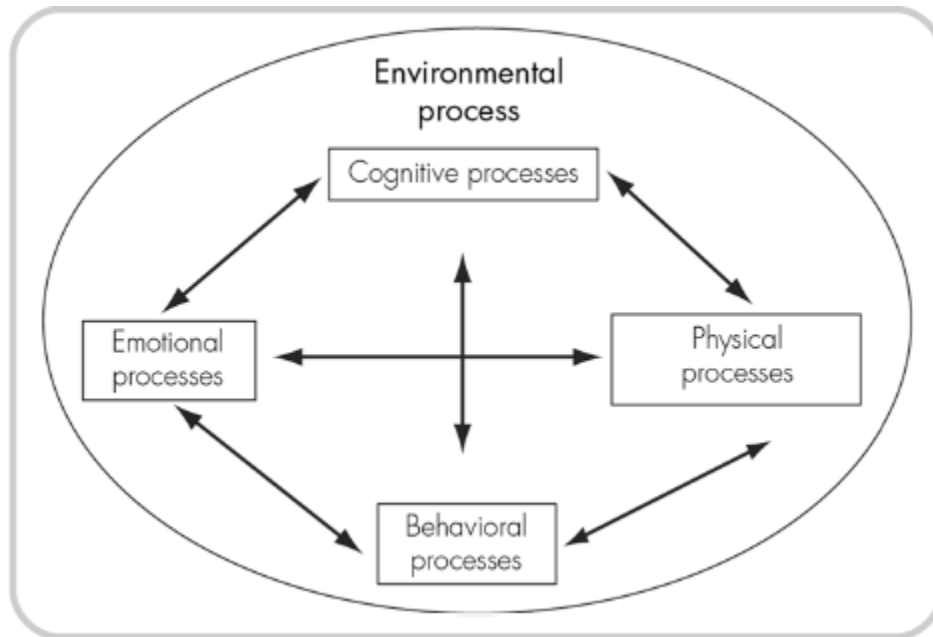 Environmental
process
Cognitive processes
Emotional
processes
Physical
processes
Behavioral
processes